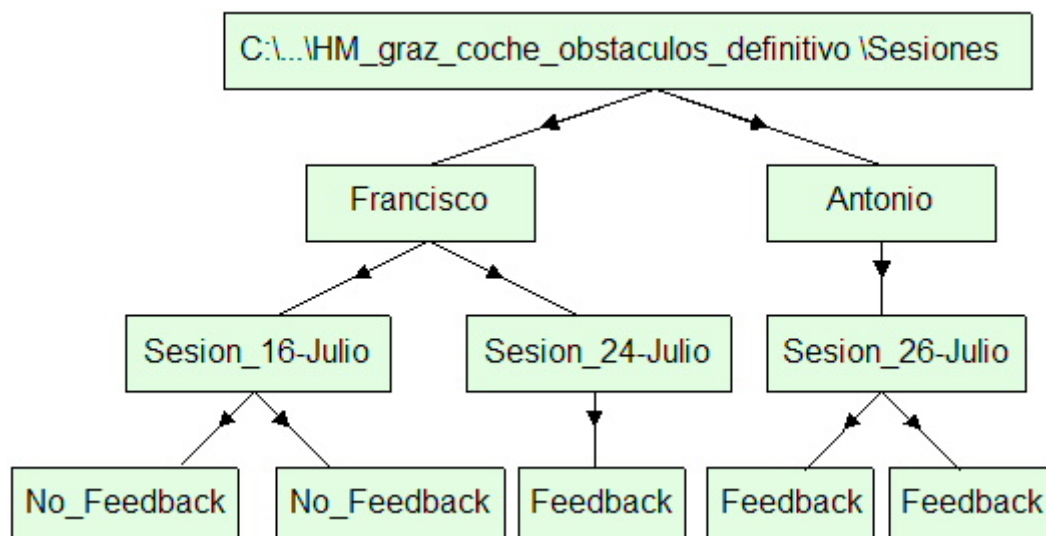 C:\...\HM_graz_coche_obstaculos_definitivo \Sesiones
Francisco
Antonio
Sesion_16-Julio
Sesion_24-Julio
Sesion_26-Julio
No_Feedback
No_Feedback
Feedback
Feedback
Feedback